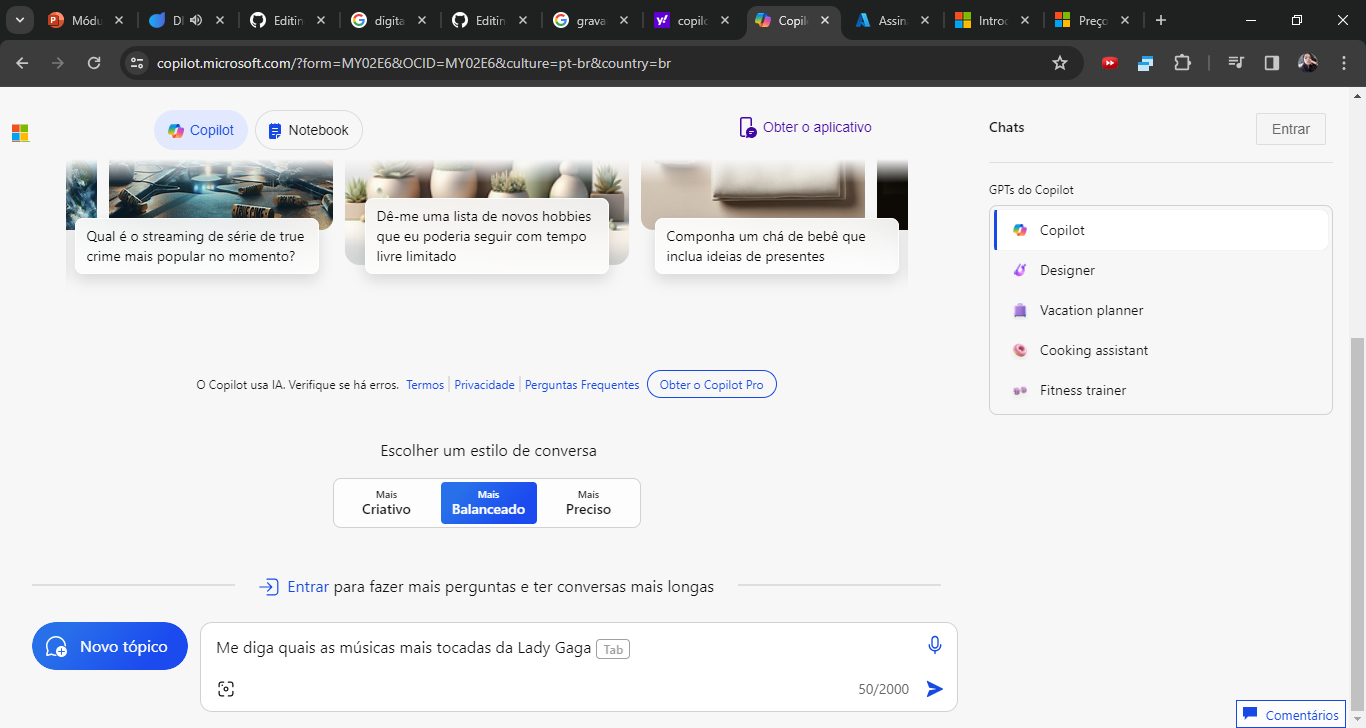 Módu
Dl
Editin
digita
Editin
grava
copilo
Copil
Assin
Introc
Preço
copilot.microsoft.com/?form=MY02E6&OCID=MY02E6&culture=pt-br&country=br
Copilot
Notebook
Obter o aplicativo
Qual é o streaming de série de true
crime mais popular no momento?
Dê-me uma lista de novos hobbies
que eu poderia seguir com tempo
livre limitado
Componha um chá de bebê que
inclua ideias de presentes
O Copilot usa IA. Verifique se há erros. Termos Privacidade Perguntas Frequentes Obter o Copilot Pro
Escolher um estilo de conversa
Mais
Criativo
Mais
Balanceado
Mais
Preciso
Entrar para fazer mais perguntas e ter conversas mais longas
Novo tópico
Me diga quais as músicas mais tocadas da Lady Gaga Tab
50/2000
Chats
Entrar
GPTs do Copilot
Copilot
Designer
Vacation planner
Cooking assistant
Fitness trainer
Comentários